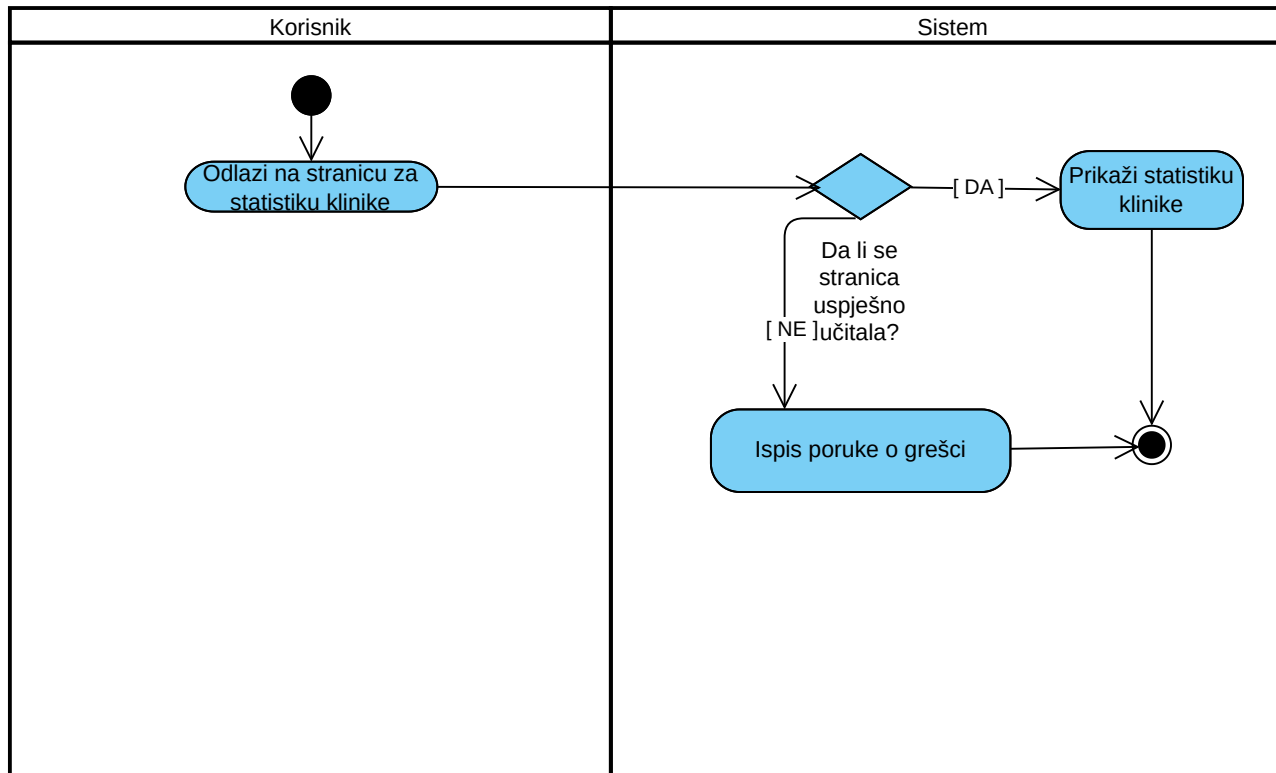 Korisnik
Sistem
Odlazi na stranicu za
statistiku klinike
[ DA ]
Prikaži statistiku
klinike
Da li se
stranica
uspješno
učitala?
[ NE ]
Ispis poruke o grešci